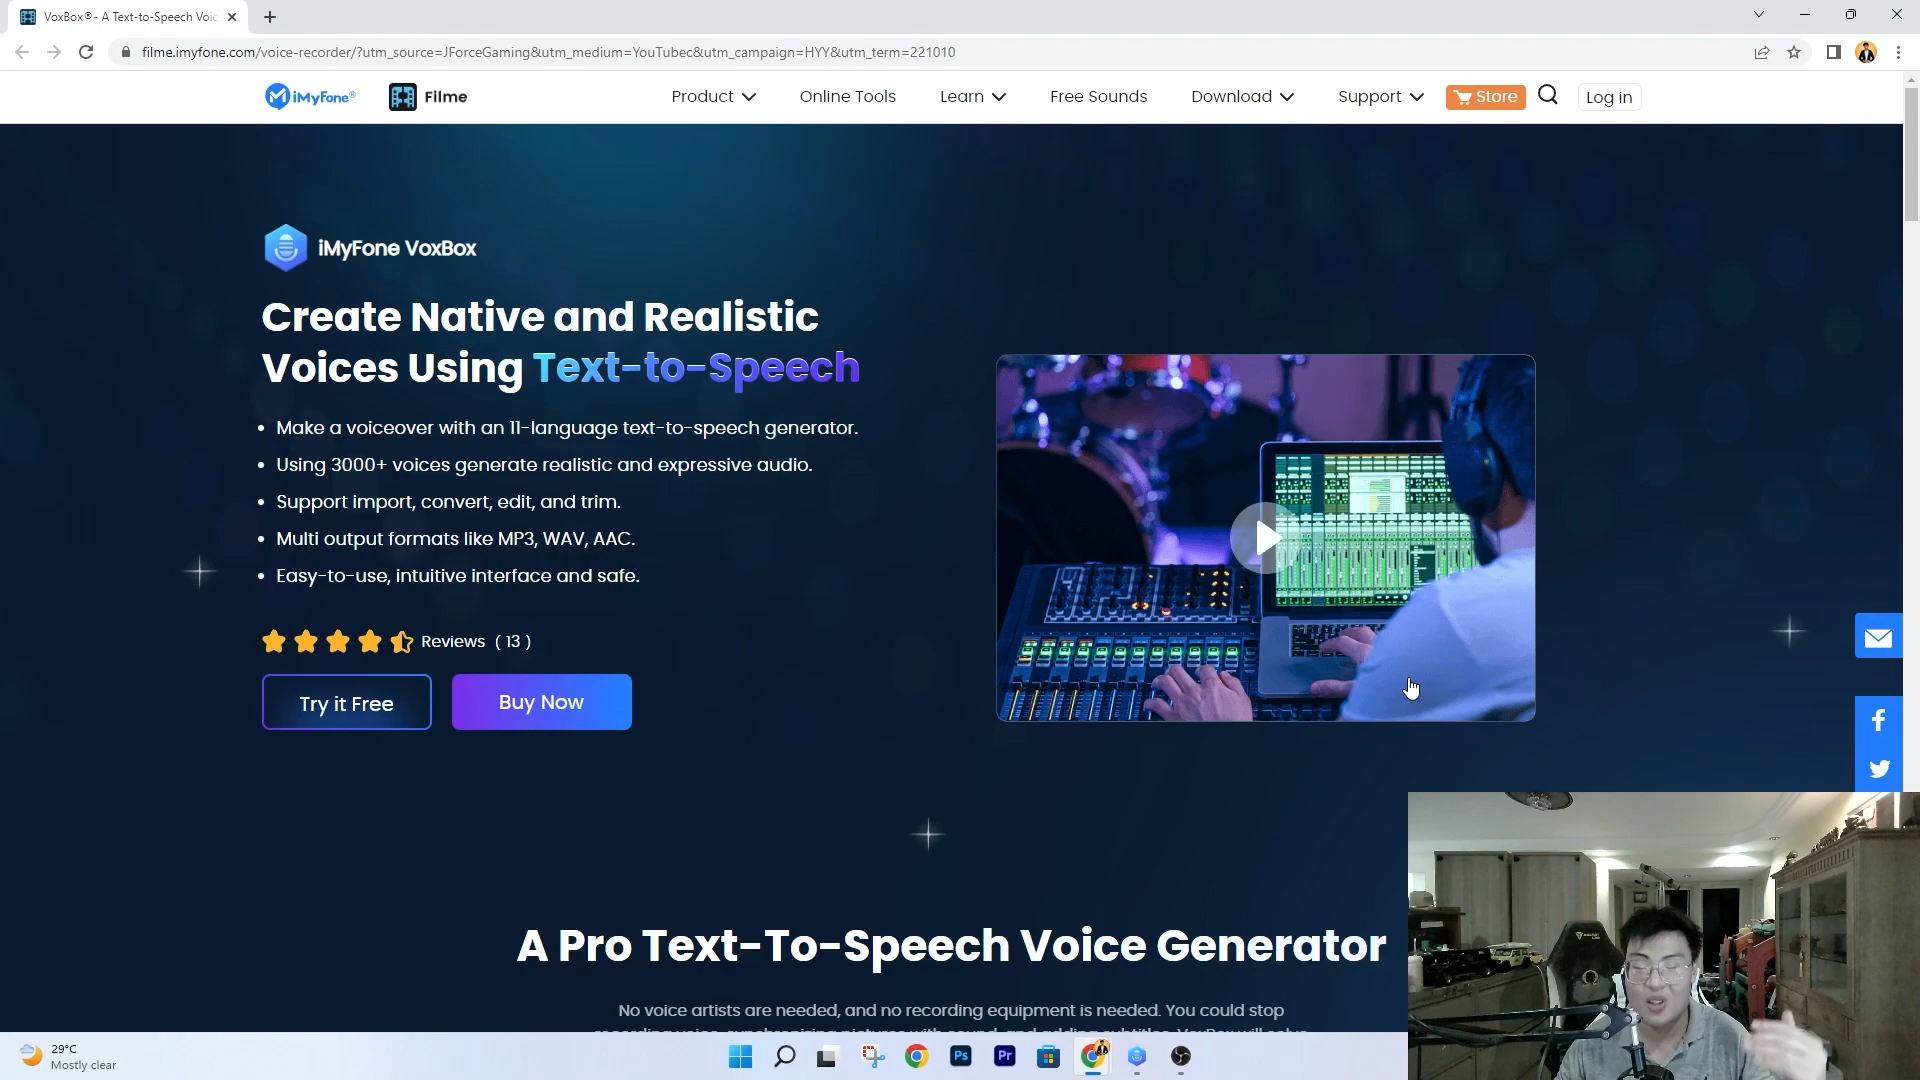 VoxBox®- A Text-to-Speech Voic
filme.imyfone.com/voice-recorder/?utm_source=JForceGaming&utm_medium=YouTubec&utm_campaign=HYY&utm_term=221010
iMyFone® Filme Product Online Tools Learn Free Sounds Download Support Store Log in
iMyFone VoxBox
Create Native and Realistic
Voices Using Text-to-Speech
• Make a voiceover with an 11-language text-to-speech generator.
• Using 3000+ voices generate realistic and expressive audio.
• Support import, convert, edit, and trim.
• Multi output formats like MP3, WAV, AAC.
• Easy-to-use, intuitive interface and safe.
Reviews ( 13 )
Try it Free Buy Now
A Pro Text-To-Speech Voice Generator
No voice artists are needed, and no recording equipment is needed. You could stop
29°C
Mostly clear
Ps Pr